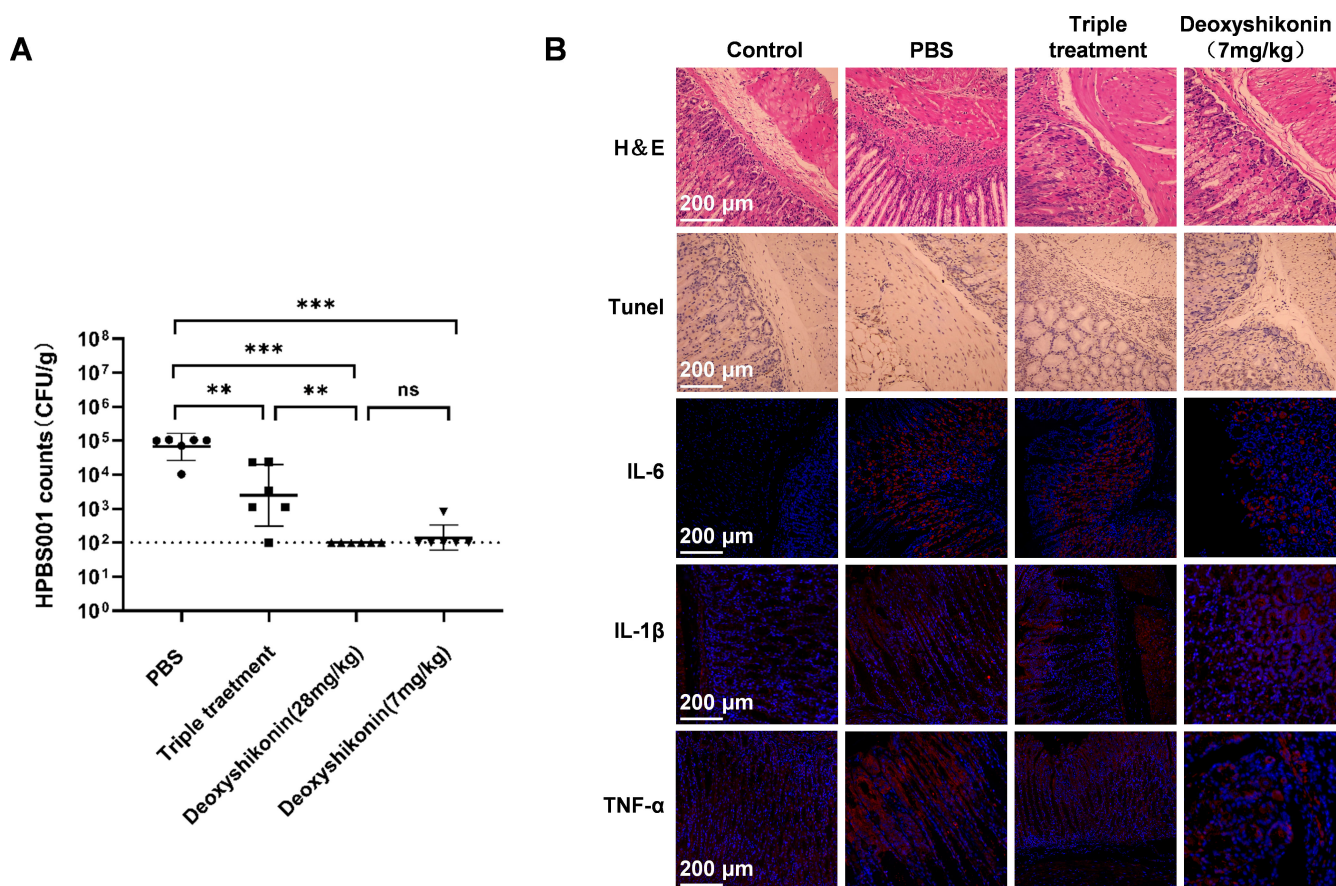 A
***
***
**
**
ns
HPBS001 counts(CFU/g)
10⁸
10⁷
10⁶
10⁵
10⁴
10³
10²
10¹
10⁰
PBS
Triple traetment
Deoxyshikonin(28mg/kg)
Deoxyshikonin(7mg/kg)
B
Control
PBS
Triple
treatment
Deoxyshikonin
(7mg/kg)
H&E
200 μm
Tunel
200 μm
IL-6
200 μm
IL-1β
200 μm
TNF-α
200 μm